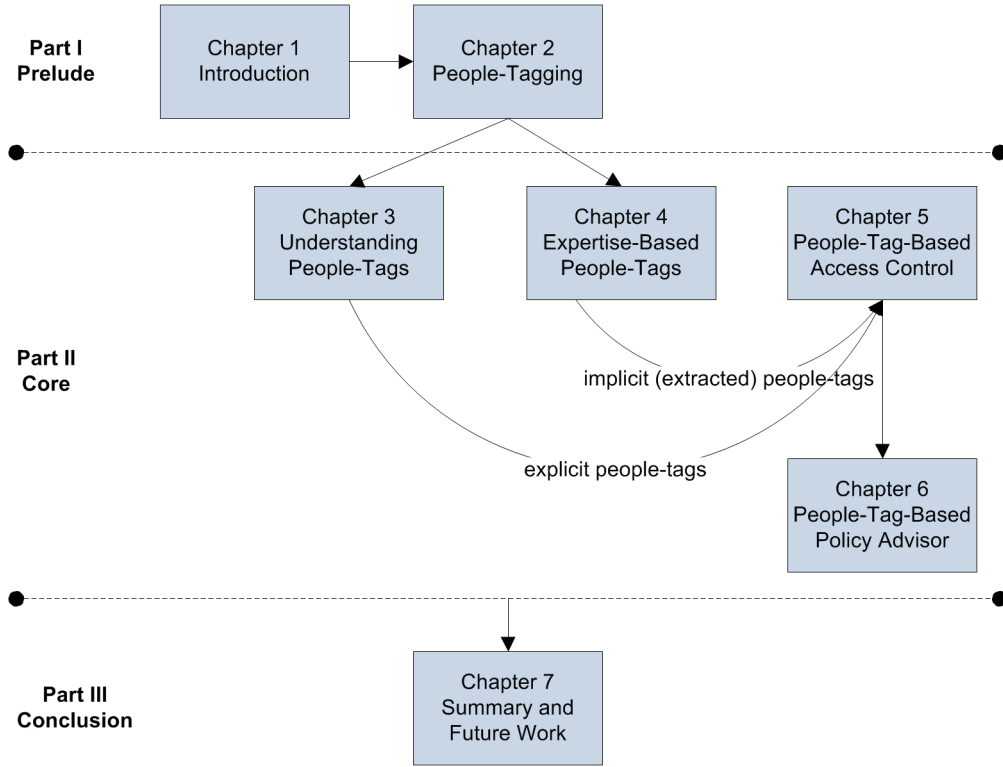 Part I
Prelude
Chapter 1
Introduction
Chapter 2
People-Tagging
Chapter 3
Understanding
People-Tags
Chapter 4
Expertise-Based
People-Tags
Chapter 5
People-Tag-Based
Access Control
Part II
Core
implicit (extracted) people-tags
explicit people-tags
Chapter 6
People-Tag-Based
Policy Advisor
Part III
Conclusion
Chapter 7
Summary and
Future Work